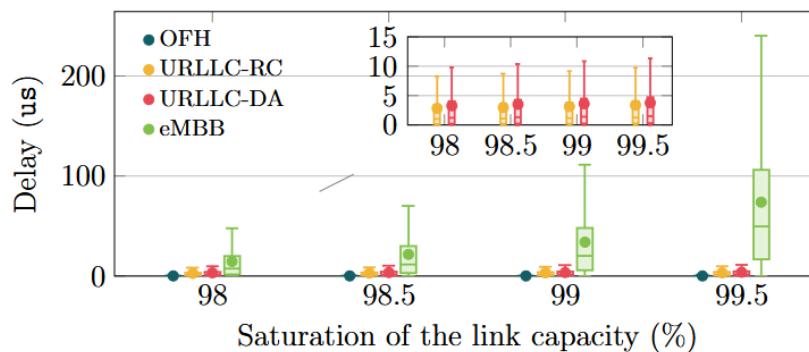 OFH
URLLC-RC
URLLC-DA
eMBB
15
10
5
0
98 98.5 99 99.5
200
100
0
Delay (us)
98 98.5 99 99.5
Saturation of the link capacity (%)